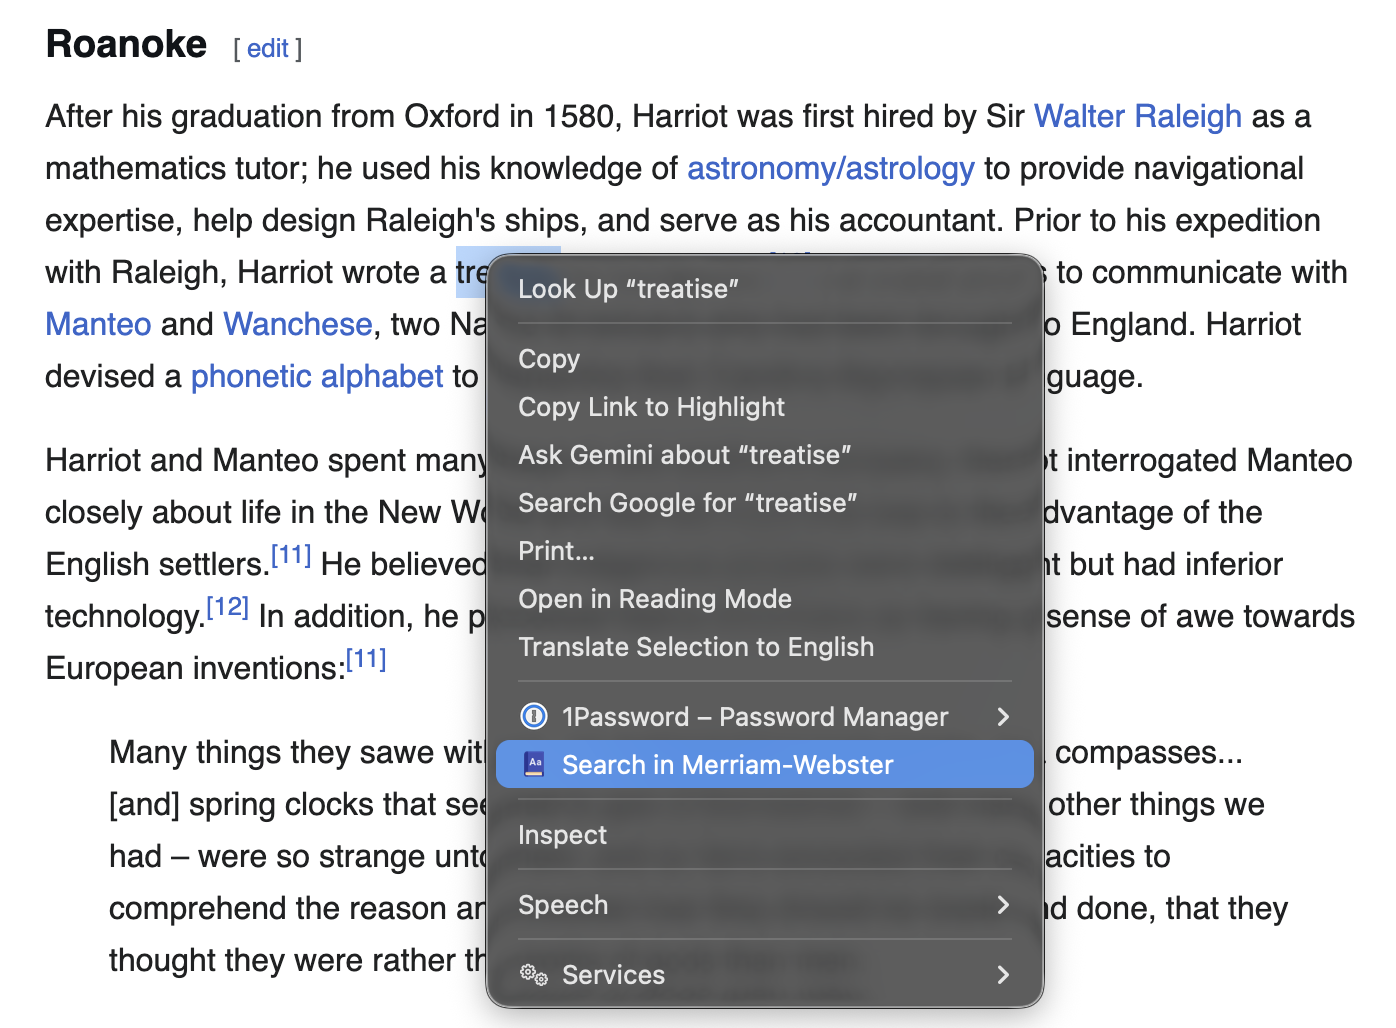 Roanoke [ edit ]
After his graduation from Oxford in 1580, Harriot was first hired by Sir Walter Raleigh as a
mathematics tutor; he used his knowledge of astronomy/astrology to provide navigational
expertise, help design Raleigh's ships, and serve as his accountant. Prior to his expedition
with Raleigh, Harriot wrote a to communicate with
Manteo and Wanchese, two England. Harriot
devised a phonetic alphabet to
Harriot and Manteo spent many interrogated Manteo
closely about life in the New of the
English settlers.[11] He believed but had inferior
technology.[12] In addition, he sense of awe towards
European inventions:[11]
Many things they sawe compasses...
[and] spring clocks that other things we
had – were so strange to
comprehend the reason done, that they
thought they were rather
Look Up “treatise”
Copy
Copy Link to Highlight
Ask Gemini about “treatise”
Search Google for “treatise”
Print...
Open in Reading Mode
Translate Selection to English
1Password – Password Manager
Aa Search in Merriam-Webster
Inspect
Speech
Services